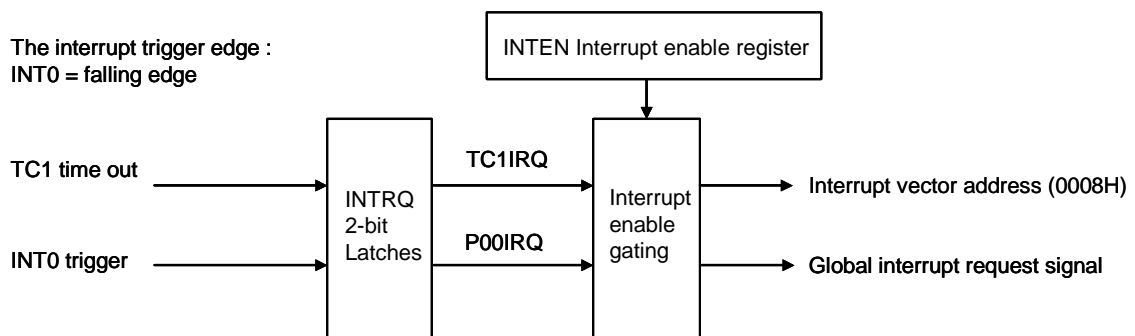 The interrupt trigger edge :
INT0 = falling edge
INTEN Interrupt enable register
TC1 time out
INT0 trigger
INTRQ
2-bit
Latches
TC1IRQ
P00IRQ
Interrupt
enable
gating
Interrupt vector address (0008H)
Global interrupt request signal